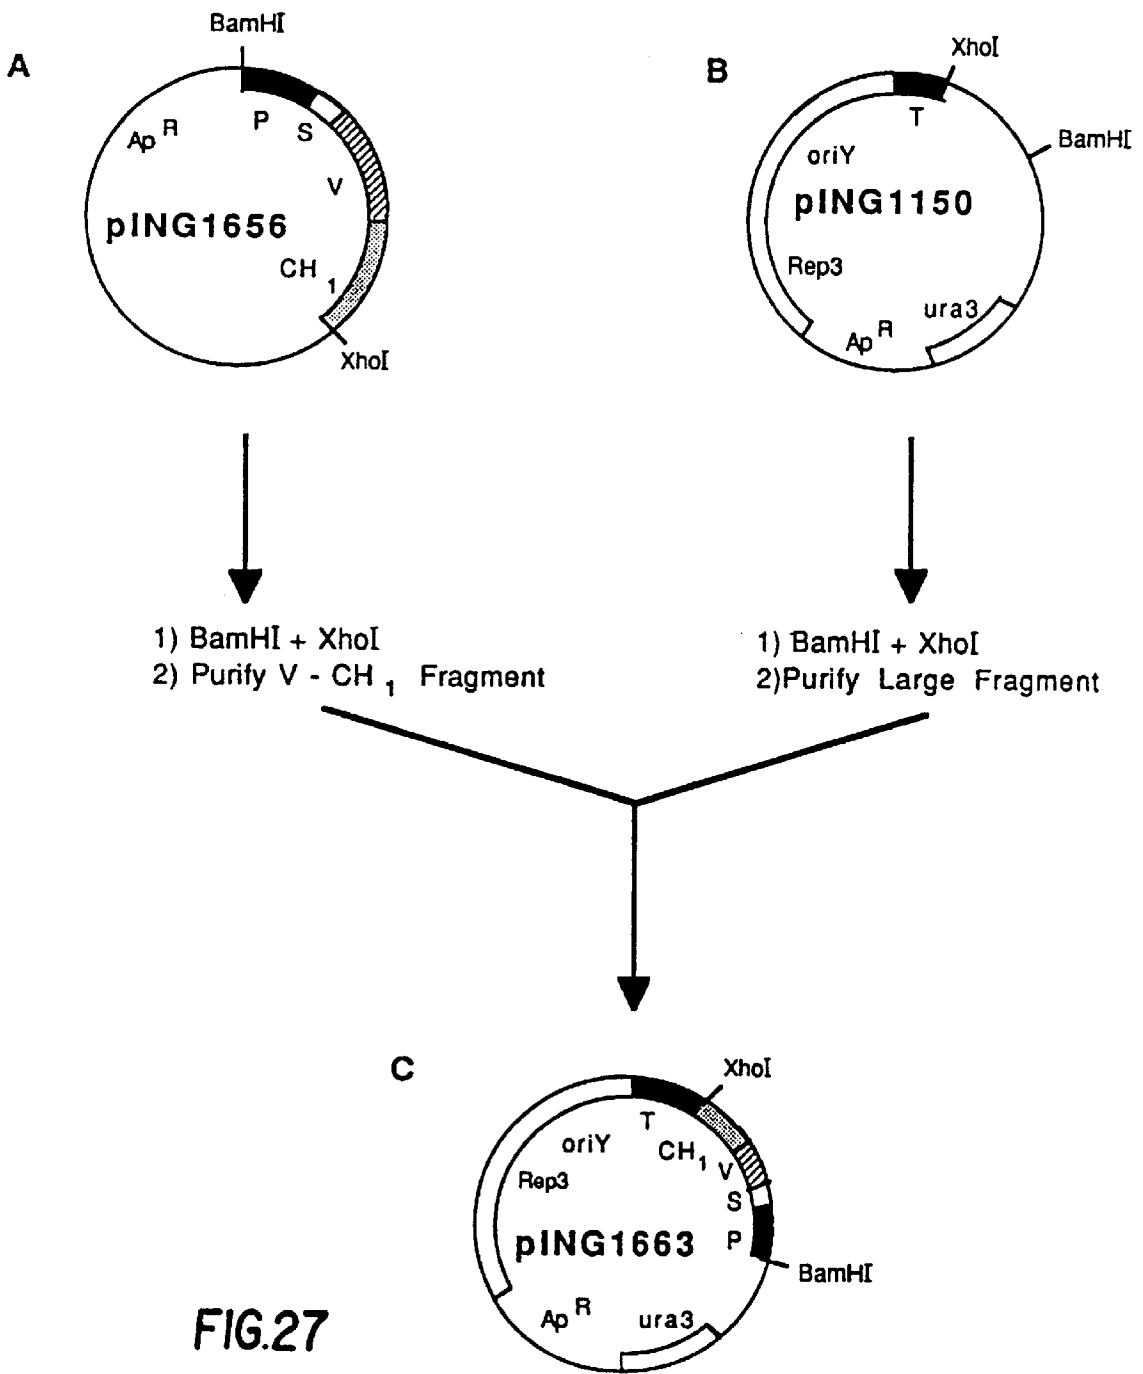 A
BamHI
P
S
V
CH1
XhoI
ApR
pING1656
B
XhoI
BamHI
T
oriY
pING1150
Rep3
ura3
ApR
1) BamHI + XhoI
2) Purify V - CH1 Fragment
1) BamHI + XhoI
2)Purify Large Fragment
C
XhoI
T
oriY
CH1
V
Rep3
S
pING1663
P
BamHI
ApR
ura3
FIG.27